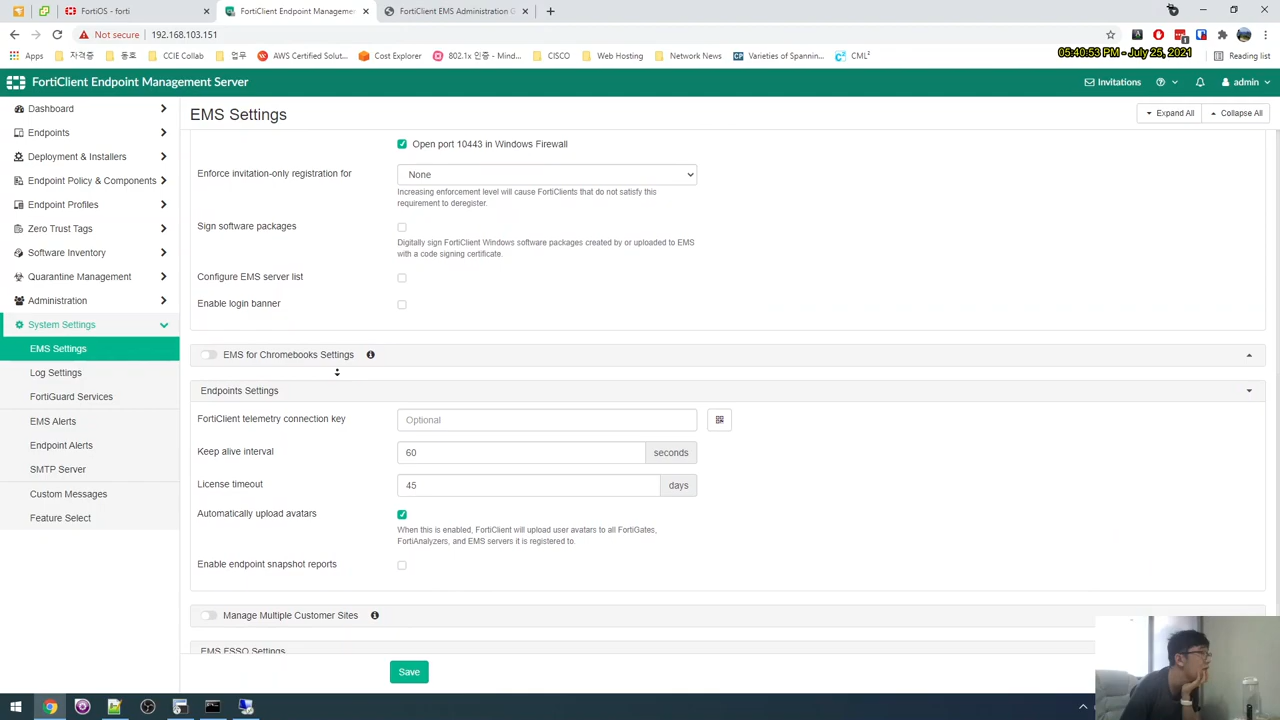 FortiOS - forti
FortiClient Endpoint Manageme
FortiClient EMS Administration G
Not secure
192.168.103.151
Apps
자격증
동호
CCIE Collab
업무
AWS Certified Solut...
Cost Explorer
802.1x 인증 - Mind...
CISCO
Web Hosting
Network News
Varieties of Spannin...
CML²
Reading list
05:40:53 PM - July 25, 2021
FortiClient Endpoint Management Server
Invitations
admin
Dashboard
Endpoints
Deployment & Installers
Endpoint Policy & Components
Endpoint Profiles
Zero Trust Tags
Software Inventory
Quarantine Management
Administration
System Settings
EMS Settings
Log Settings
FortiGuard Services
EMS Alerts
Endpoint Alerts
SMTP Server
Custom Messages
Feature Select
EMS Settings
Expand All
Collapse All
Open port 10443 in Windows Firewall
Enforce invitation-only registration for
None
Increasing enforcement level will cause FortiClients that do not satisfy this
requirement to deregister.
Sign software packages
Digitally sign FortiClient Windows software packages created by or uploaded to EMS
with a code signing certificate.
Configure EMS server list
Enable login banner
EMS for Chromebooks Settings
Endpoints Settings
FortiClient telemetry connection key
Optional
Keep alive interval
60
seconds
License timeout
45
days
Automatically upload avatars
When this is enabled, FortiClient will upload user avatars to all FortiGates,
FortiAnalyzers, and EMS servers it is registered to.
Enable endpoint snapshot reports
Manage Multiple Customer Sites
EMS FSSO Settings
Save